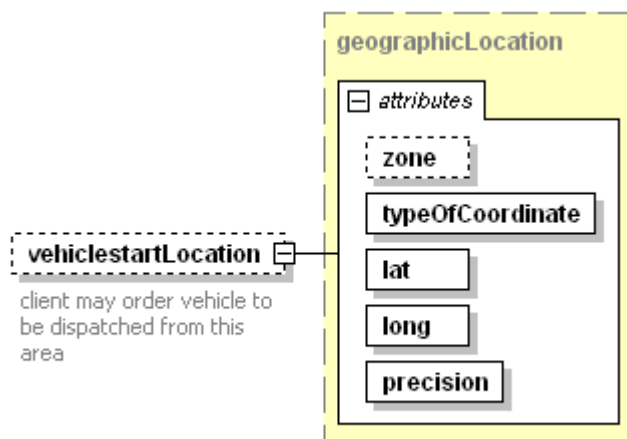 geographicLocation
attributes
zone
typeOfCoordinate
vehiclestartLocation
lat
client may order vehicle to
be dispatched from this
area
long
precision